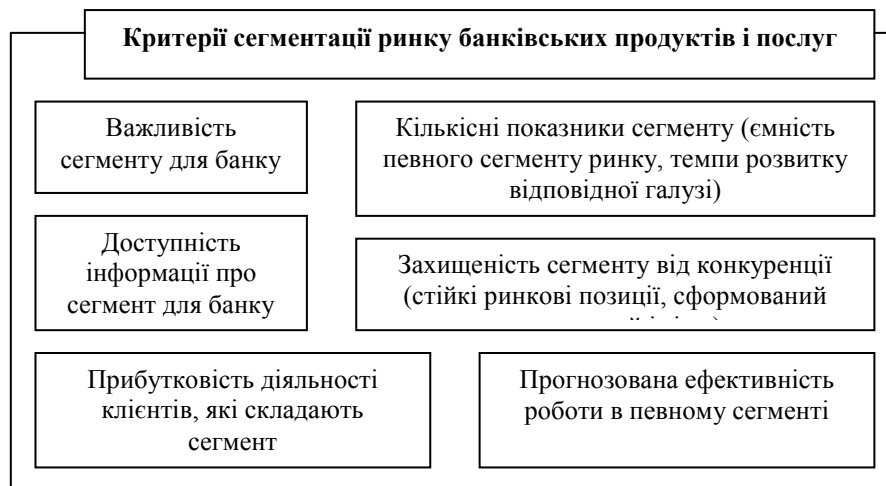 Критерії сегментації ринку банківських продуктів і послуг
Важливість
сегменту для банку
Кількісні показники сегменту (ємність
певного сегменту ринку, темпи розвитку
відповідної галузі)
Доступність
інформації про
сегмент для банку
Захищеність сегменту від конкуренції
(стійкі ринкові позиції, сформований
Прибутковість діяльності
клієнтів, які складають
сегмент
Прогнозована ефективність
роботи в певному сегменті